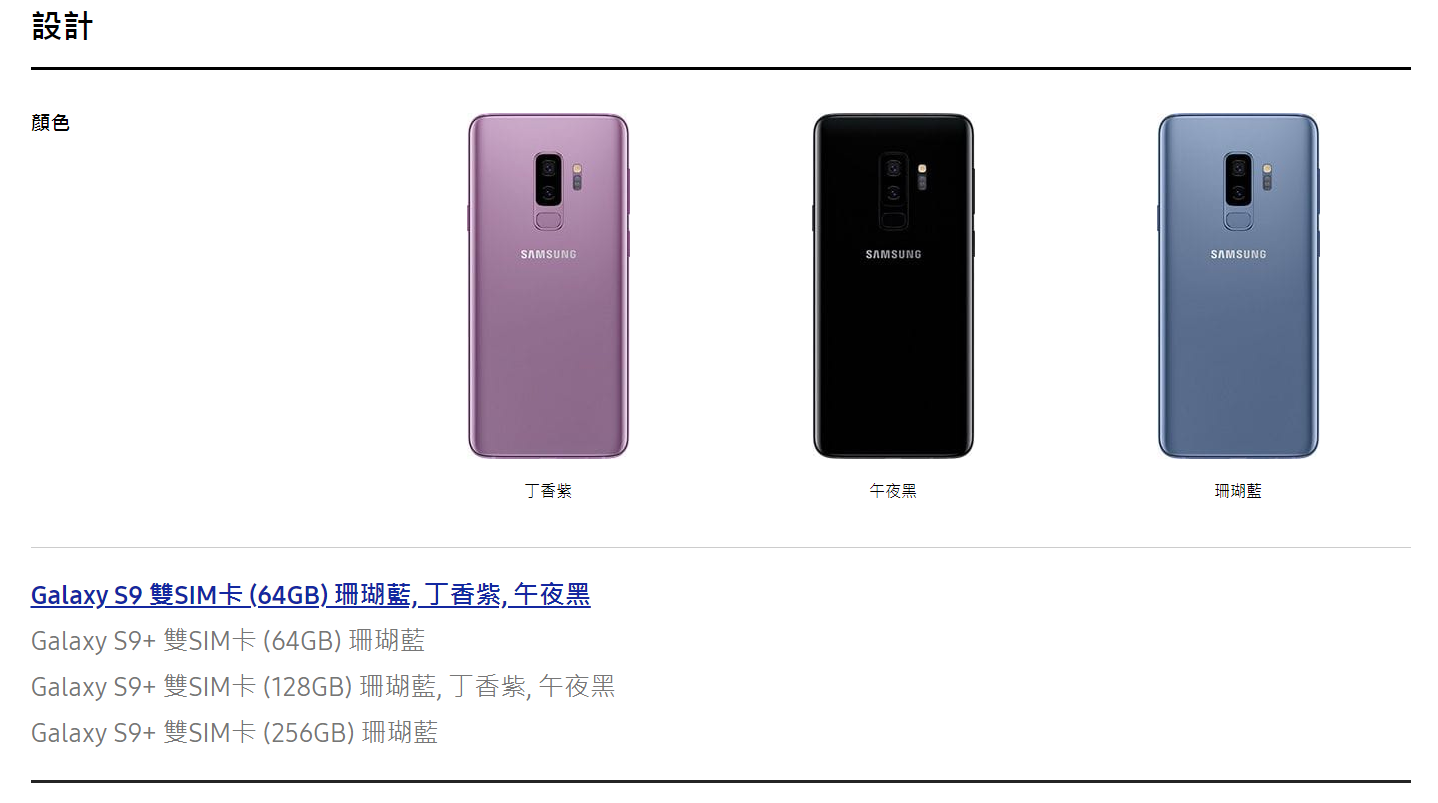 設計
顏色
SAMSUNG
SAMSUNG
SAMSUNG
丁香紫
午夜黑
珊瑚藍
Galaxy S9 雙SIM卡 (64GB) 珊瑚藍, 丁香紫, 午夜黑
Galaxy S9+ 雙SIM卡 (64GB) 珊瑚藍
Galaxy S9+ 雙SIM卡 (128GB) 珊瑚藍, 丁香紫, 午夜黑
Galaxy S9+ 雙SIM卡 (256GB) 珊瑚藍